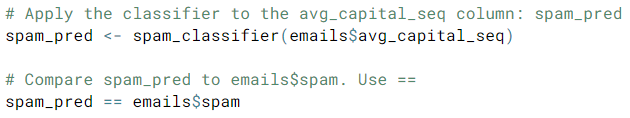 # Apply the classifier to the avg_capital_seq column: spam_pred
spam_pred <- spam_classifier(emails$avg_capital_seq)
# Compare spam_pred to emails$spam. Use ==
spam_pred == emails$spam